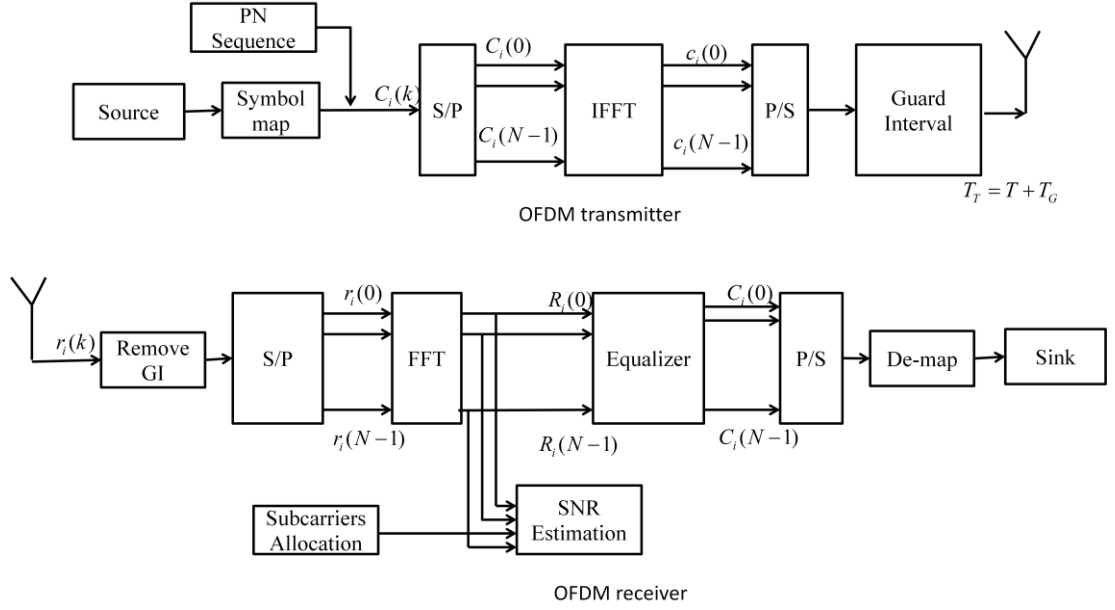 PN
Sequence
Source
Symbol
map
C_i(k)
S/P
C_i(0)
C_i(N−1)
IFFT
c_i(0)
c_i(N−1)
P/S
Guard
Interval
T_T = T + T_G
OFDM transmitter
r_i(k)
Remove
GI
S/P
r_i(0)
r_i(N−1)
FFT
R_i(0)
R_i(N−1)
Equalizer
C_i(0)
C_i(N−1)
P/S
De-map
Sink
Subcarriers
Allocation
SNR
Estimation
OFDM receiver